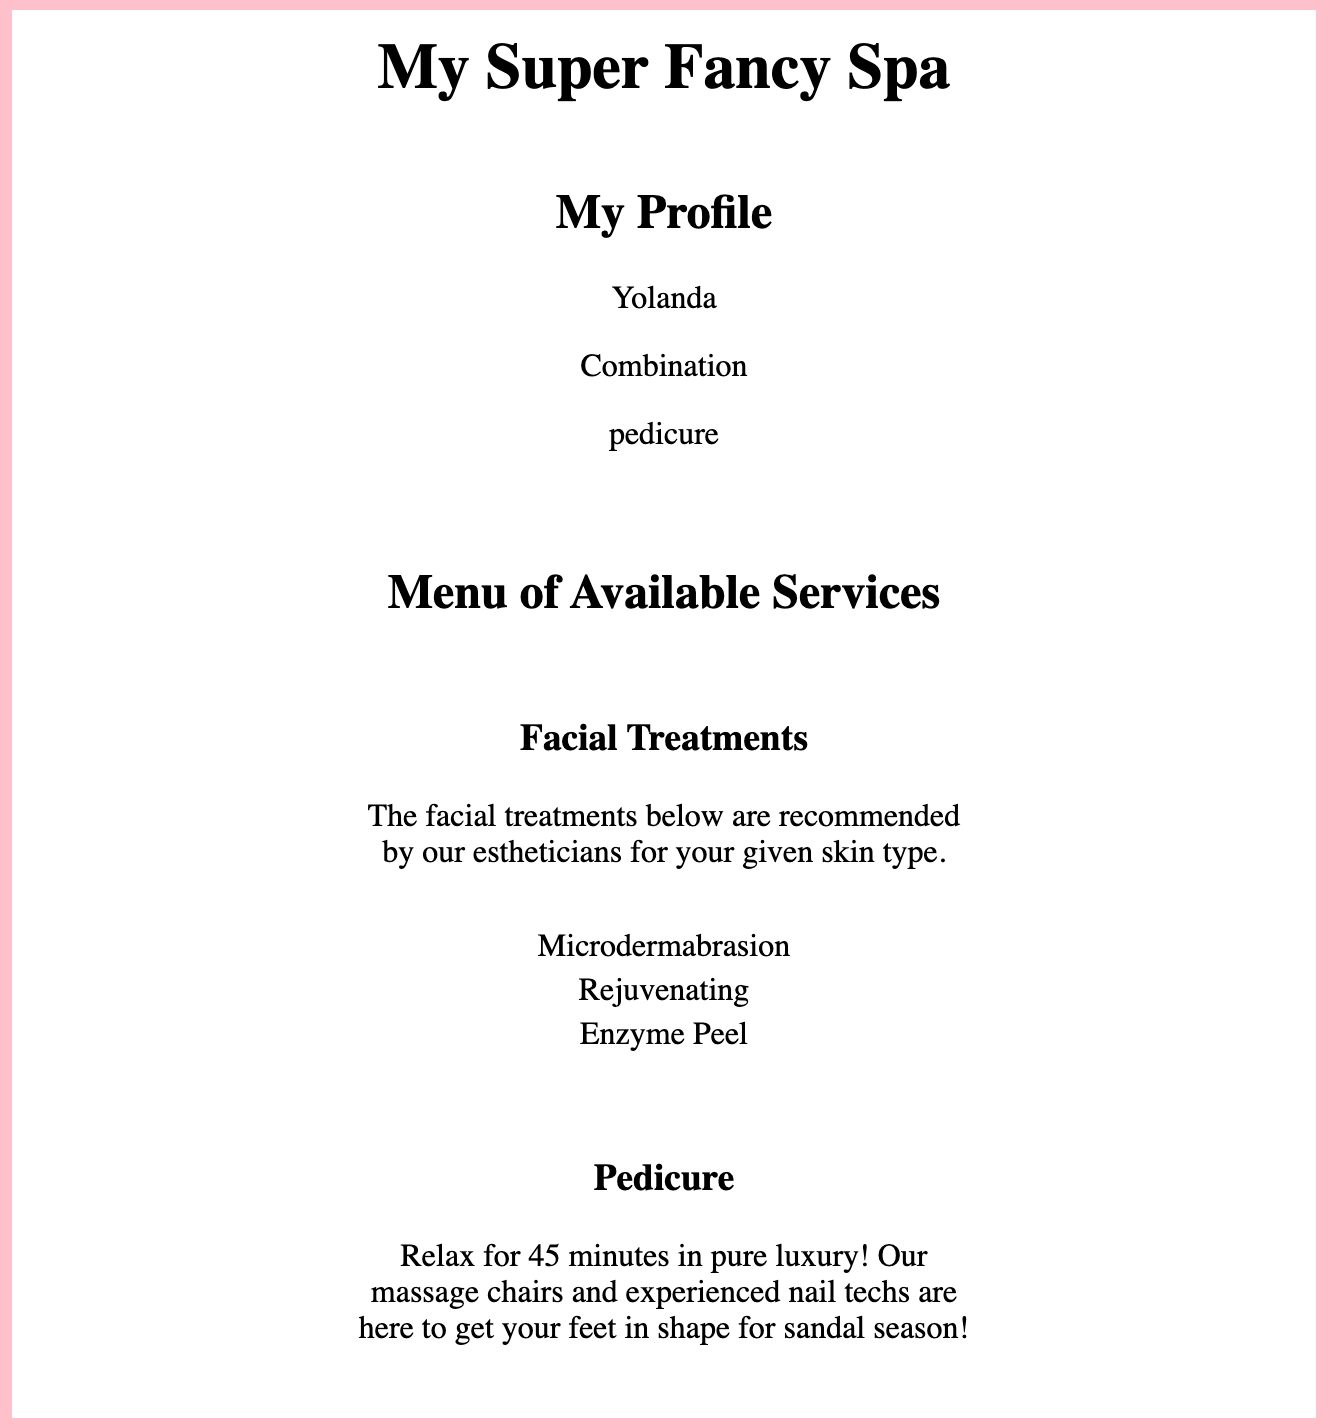 My Super Fancy Spa
My Profile
Yolanda
Combination
pedicure
Menu of Available Services
Facial Treatments
The facial treatments below are recommended
by our estheticians for your given skin type.
Microdermabrasion
Rejuvenating
Enzyme Peel
Pedicure
Relax for 45 minutes in pure luxury! Our
massage chairs and experienced nail techs are
here to get your feet in shape for sandal season!